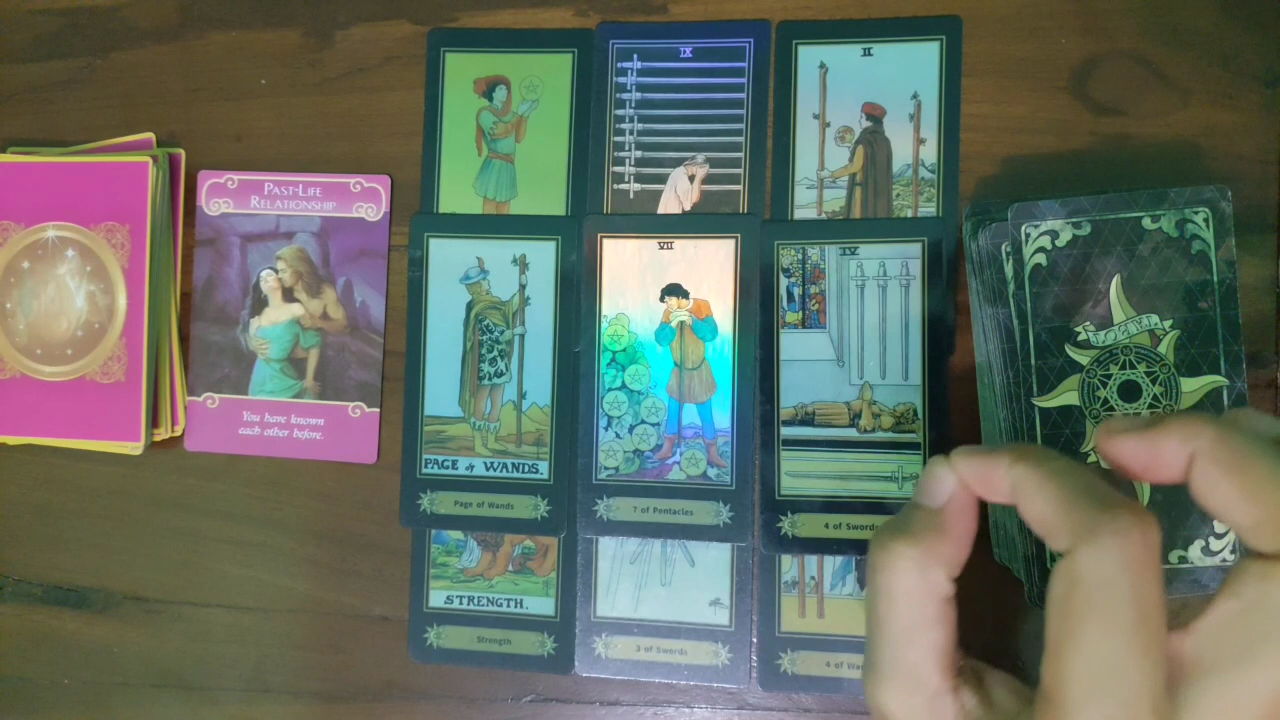 PAST-LIFE
RELATIONSHIP
You have known
each other before.
IX
II
PAGE of WANDS.
Page of Wands
VII
7 of Pentacles
IV
4 of Swords
STRENGTH.
Strength
3 of Swords
4 of
TAROT